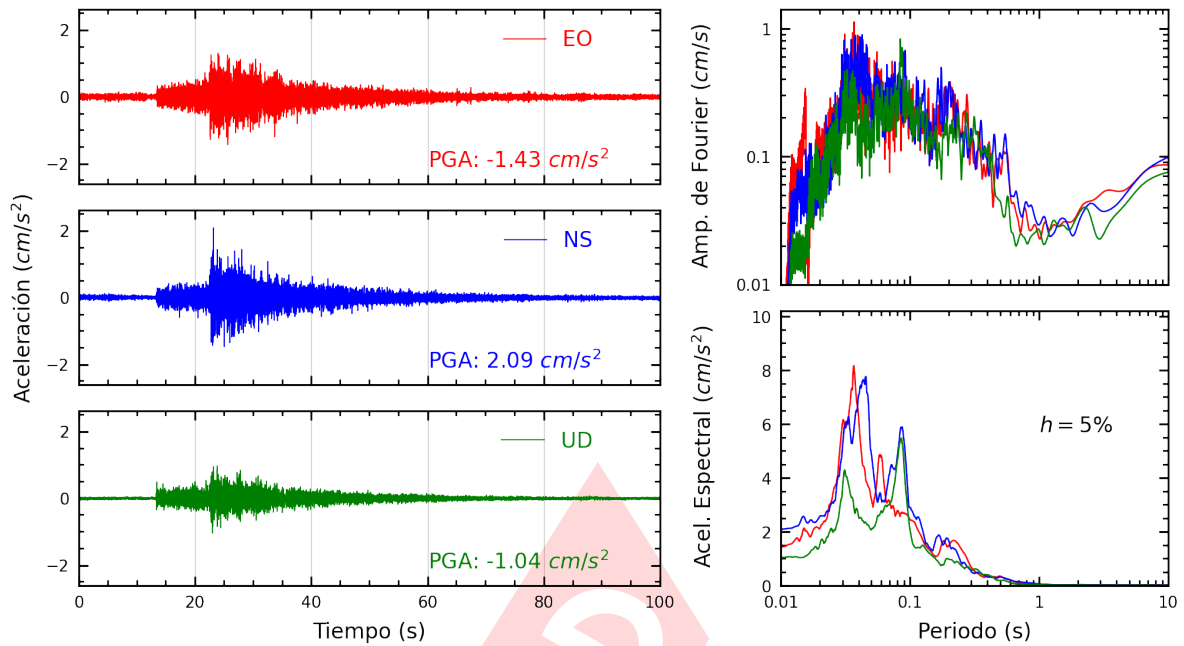 Aceleración (cm/s²)
2
0
−2
EO
PGA: -1.43 cm/s²
2
0
−2
NS
PGA: 2.09 cm/s²
2
0
−2
UD
PGA: -1.04 cm/s²
0
20
40
60
80
100
Tiempo (s)
Amp. de Fourier (cm/s)
1
0.1
0.01
Acel. Espectral (cm/s²)
10
8
6
4
2
0
h = 5%
0.01
0.1
1
10
Periodo (s)